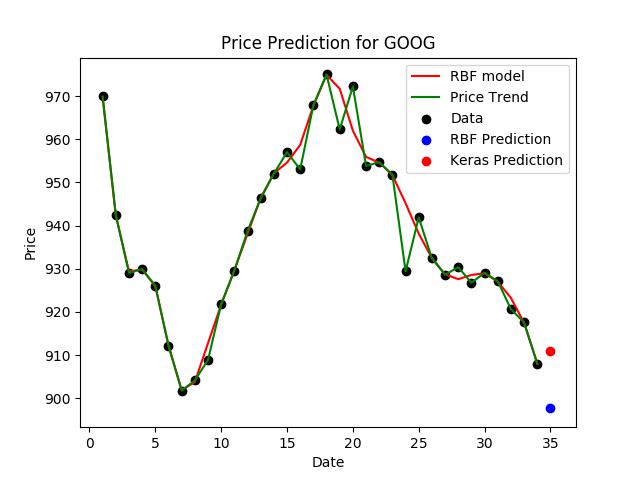 Price Prediction for GOOG
RBF model
Price Trend
Data
RBF Prediction
Keras Prediction
Price
970
960
950
940
930
920
910
900
0 5 10 15 20 25 30 35
Date